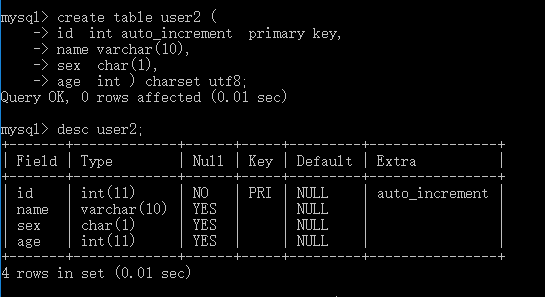 mysql> create table user2 (
    -> id  int auto_increment  primary key,
    -> name varchar(10),
    -> sex  char(1),
    -> age  int ) charset utf8;
Query OK, 0 rows affected (0.01 sec)

mysql> desc user2;
+-------+-------------+------+-----+---------+----------------+
| Field | Type        | Null | Key | Default | Extra          |
+-------+-------------+------+-----+---------+----------------+
| id    | int(11)     | NO   | PRI | NULL    | auto_increment |
| name  | varchar(10) | YES  |     | NULL    |                |
| sex   | char(1)     | YES  |     | NULL    |                |
| age   | int(11)     | YES  |     | NULL    |                |
+-------+-------------+------+-----+---------+----------------+
4 rows in set (0.01 sec)